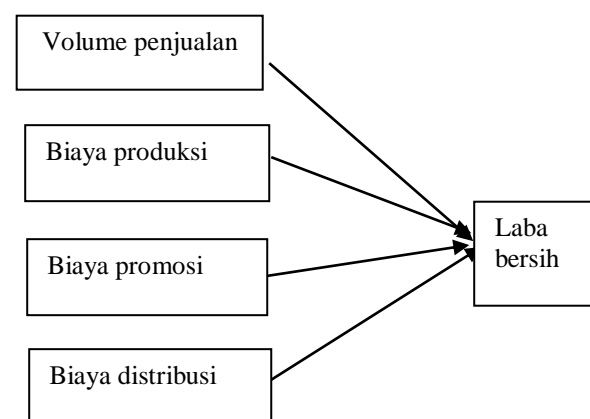 Volume penjualan
Biaya produksi
Biaya promosi
Biaya distribusi
Laba
bersih